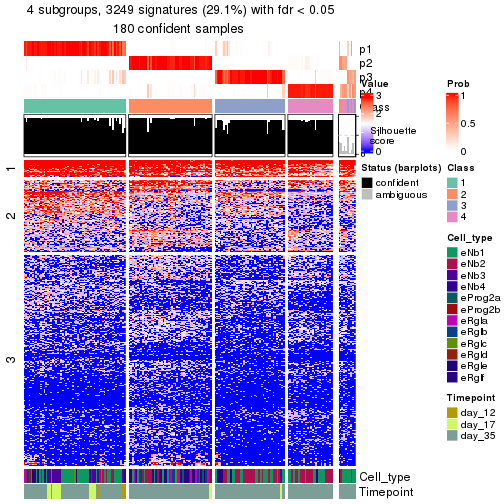 4 subgroups, 3249 signatures (29.1%) with fdr < 0.05
180 confident samples
p1
p2
p3
p4
Value
3
2
1
0
Silhouette
score
Prob
1
0.5
0
Status (barplots)
confident
ambiguous
Class
1
2
3
4
Cell_type
eNb1
eNb2
eNb3
eNb4
eProg2a
eProg2b
eRgla
eRglb
eRglc
eRgld
eRgle
eRglf
Timepoint
day_12
day_17
day_35
1
2
3
Cell_type
Timepoint